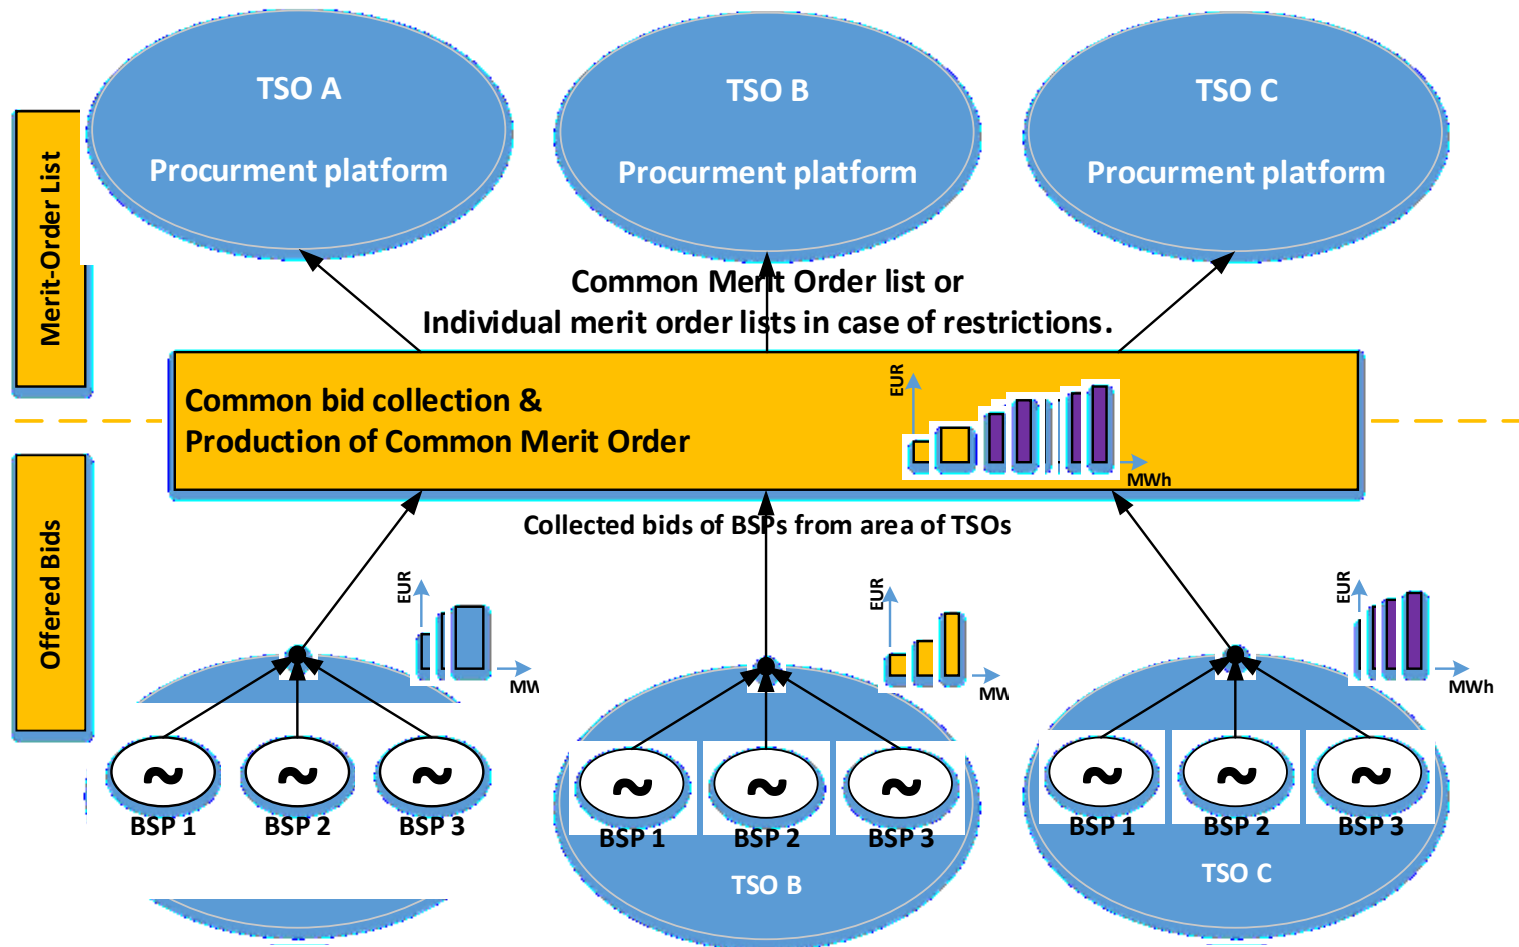 TSO A
Procurment platform
TSO B
Procurment platform
TSO C
Procurment platform
Merit-Order List
Common Merit Order list or
Individual merit order lists in case of restrictions.
Common bid collection &
Production of Common Merit Order
EUR
MWh
Offered Bids
Collected bids of BSPs from area of TSOs
EUR
MW
EUR
MW
EUR
MWh
BSP 1
BSP 2
BSP 3
BSP 1
BSP 2
BSP 3
TSO B
BSP 1
BSP 2
BSP 3
TSO C